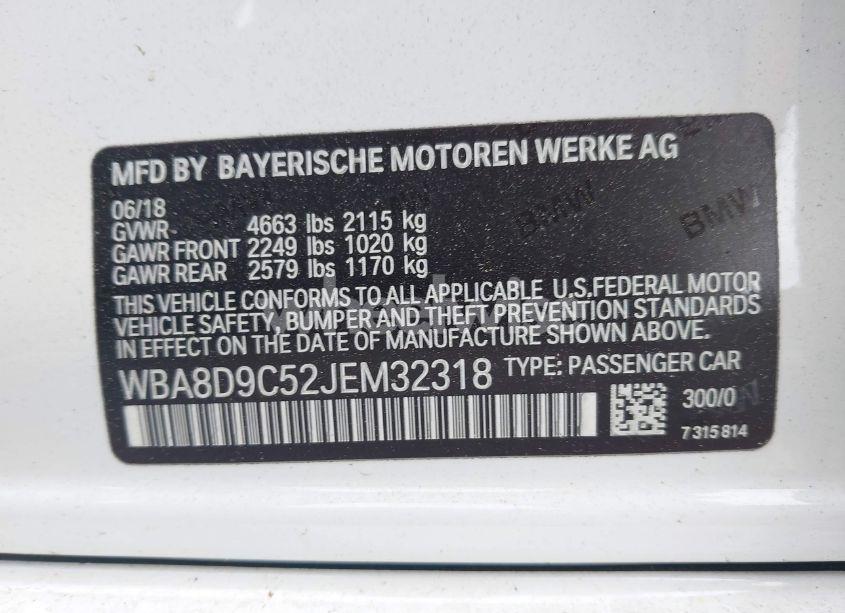 MFD BY BAYERISCHE MOTOREN WERKE AG
06/18
GVWR 4663 lbs 2115 kg
GAWR FRONT 2249 lbs 1020 kg
GAWR REAR 2579 lbs 1170 kg
THIS VEHICLE CONFORMS TO ALL APPLICABLE U.S.FEDERAL MOTOR
VEHICLE SAFETY, BUMPER AND THEFT PREVENTION STANDARDS
IN EFFECT ON THE DATE OF MANUFACTURE SHOWN ABOVE.
WBA8D9C52JEM32318 TYPE: PASSENGER CAR
300/0
7315814
BMW
BMW